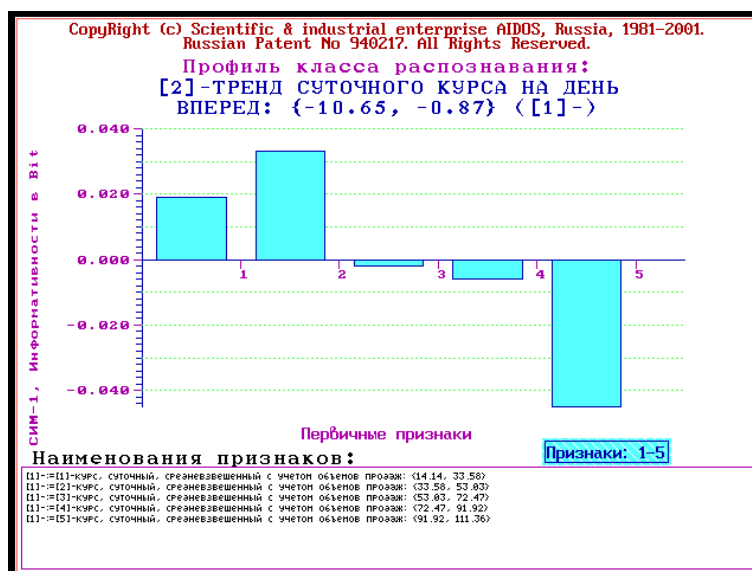 CopyRight (c) Scientific & industrial enterprise AIDOS, Russia, 1981-2001.
Russian Patent No 940217. All Rights Reserved.
Профиль класса распознавания:
[2]-ТРЕНД СУТОЧНОГО КУРСА НА ДЕНЬ
ВПЕРЕД: {-10.65, -0.87} ([1]-)
СИМ-1, Информативности в Bit
0.040
0.020
0.000
-0.020
-0.040
1 2 3 4 5
Первичные признаки
Наименования признаков:
Признаки: 1-5
[1]-:=[1]-курс, суточный, средневзвешенный с учетом объемов продаж: {14.14, 33.58}
[1]-:=[2]-курс, суточный, средневзвешенный с учетом объемов продаж: {33.58, 53.03}
[1]-:=[3]-курс, суточный, средневзвешенный с учетом объемов продаж: {53.03, 72.47}
[1]-:=[4]-курс, суточный, средневзвешенный с учетом объемов продаж: {72.47, 91.92}
[1]-:=[5]-курс, суточный, средневзвешенный с учетом объемов продаж: {91.92, 111.36}